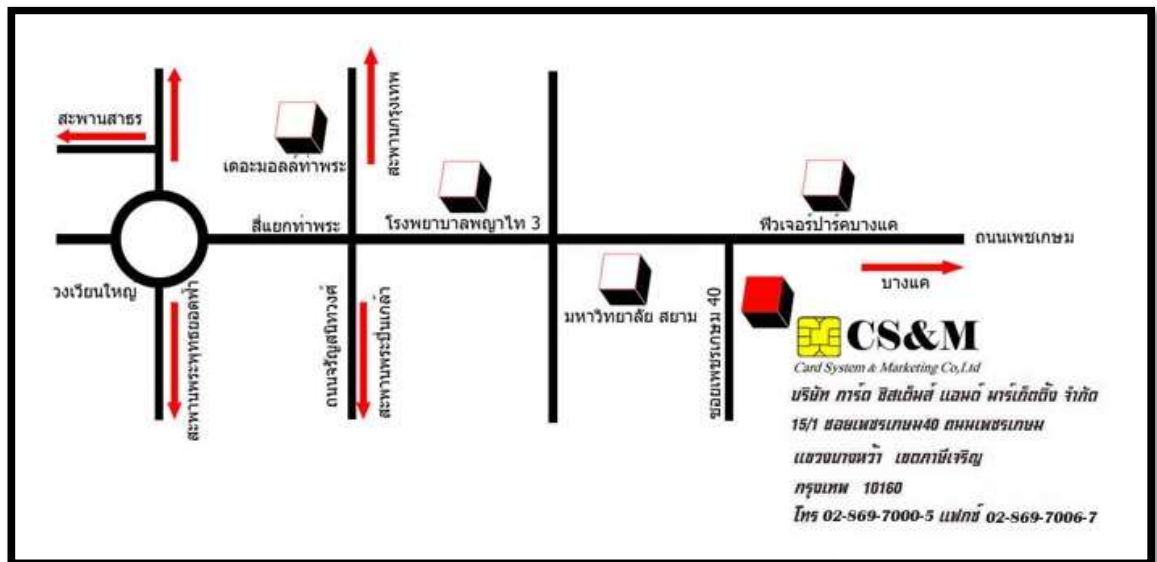 สะพานสาธร
เดอะมอลล์ท่าพระ
สะพานกรุงเทพ
สี่แยกท่าพระ
โรงพยาบาลพญาไท 3
ฟิวเจอร์ปาร์คบางแค
ถนนเพชเกษม
วงเวียนใหญ่
สะพานพระพุทธยอดฟ้า
ถนนจรัญสนิทวงศ์
สะพานพระปิ่นเกล้า
มหาวิทยาลัย สยาม
ซอยเพชรเกษม 40
บางแค
CS&M
Card System & Marketing Co,Ltd
บริษัท การ์ด ซิสเต็มส์ แอนด์ มาร์เก็ตติ้ง จำกัด
15/1 ซอยเพชรเกษม40 ถนนเพชรเกษม
แขวงบางหว้า เขตภาษีเจริญ
กรุงเทพ 10160
โทร 02-869-7000-5 แฟกซ์ 02-869-7006-7